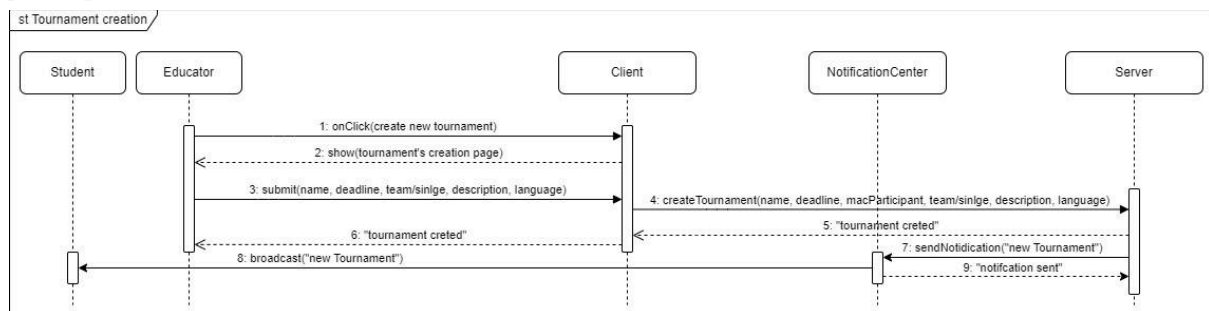 st Tournament creation
Student
Educator
Client
NotificationCenter
Server
1: onClick(create new tournament)
2: show(tournament's creation page)
3: submit(name, deadline, team/sinlge, description, language)
4: createTournament(name, deadline, macParticipant, team/sinlge, description, language)
5: "tournament creted"
6: "tournament creted"
7: sendNotidication("new Tournament")
8: broadcast("new Tournament")
9: "notifcation sent"